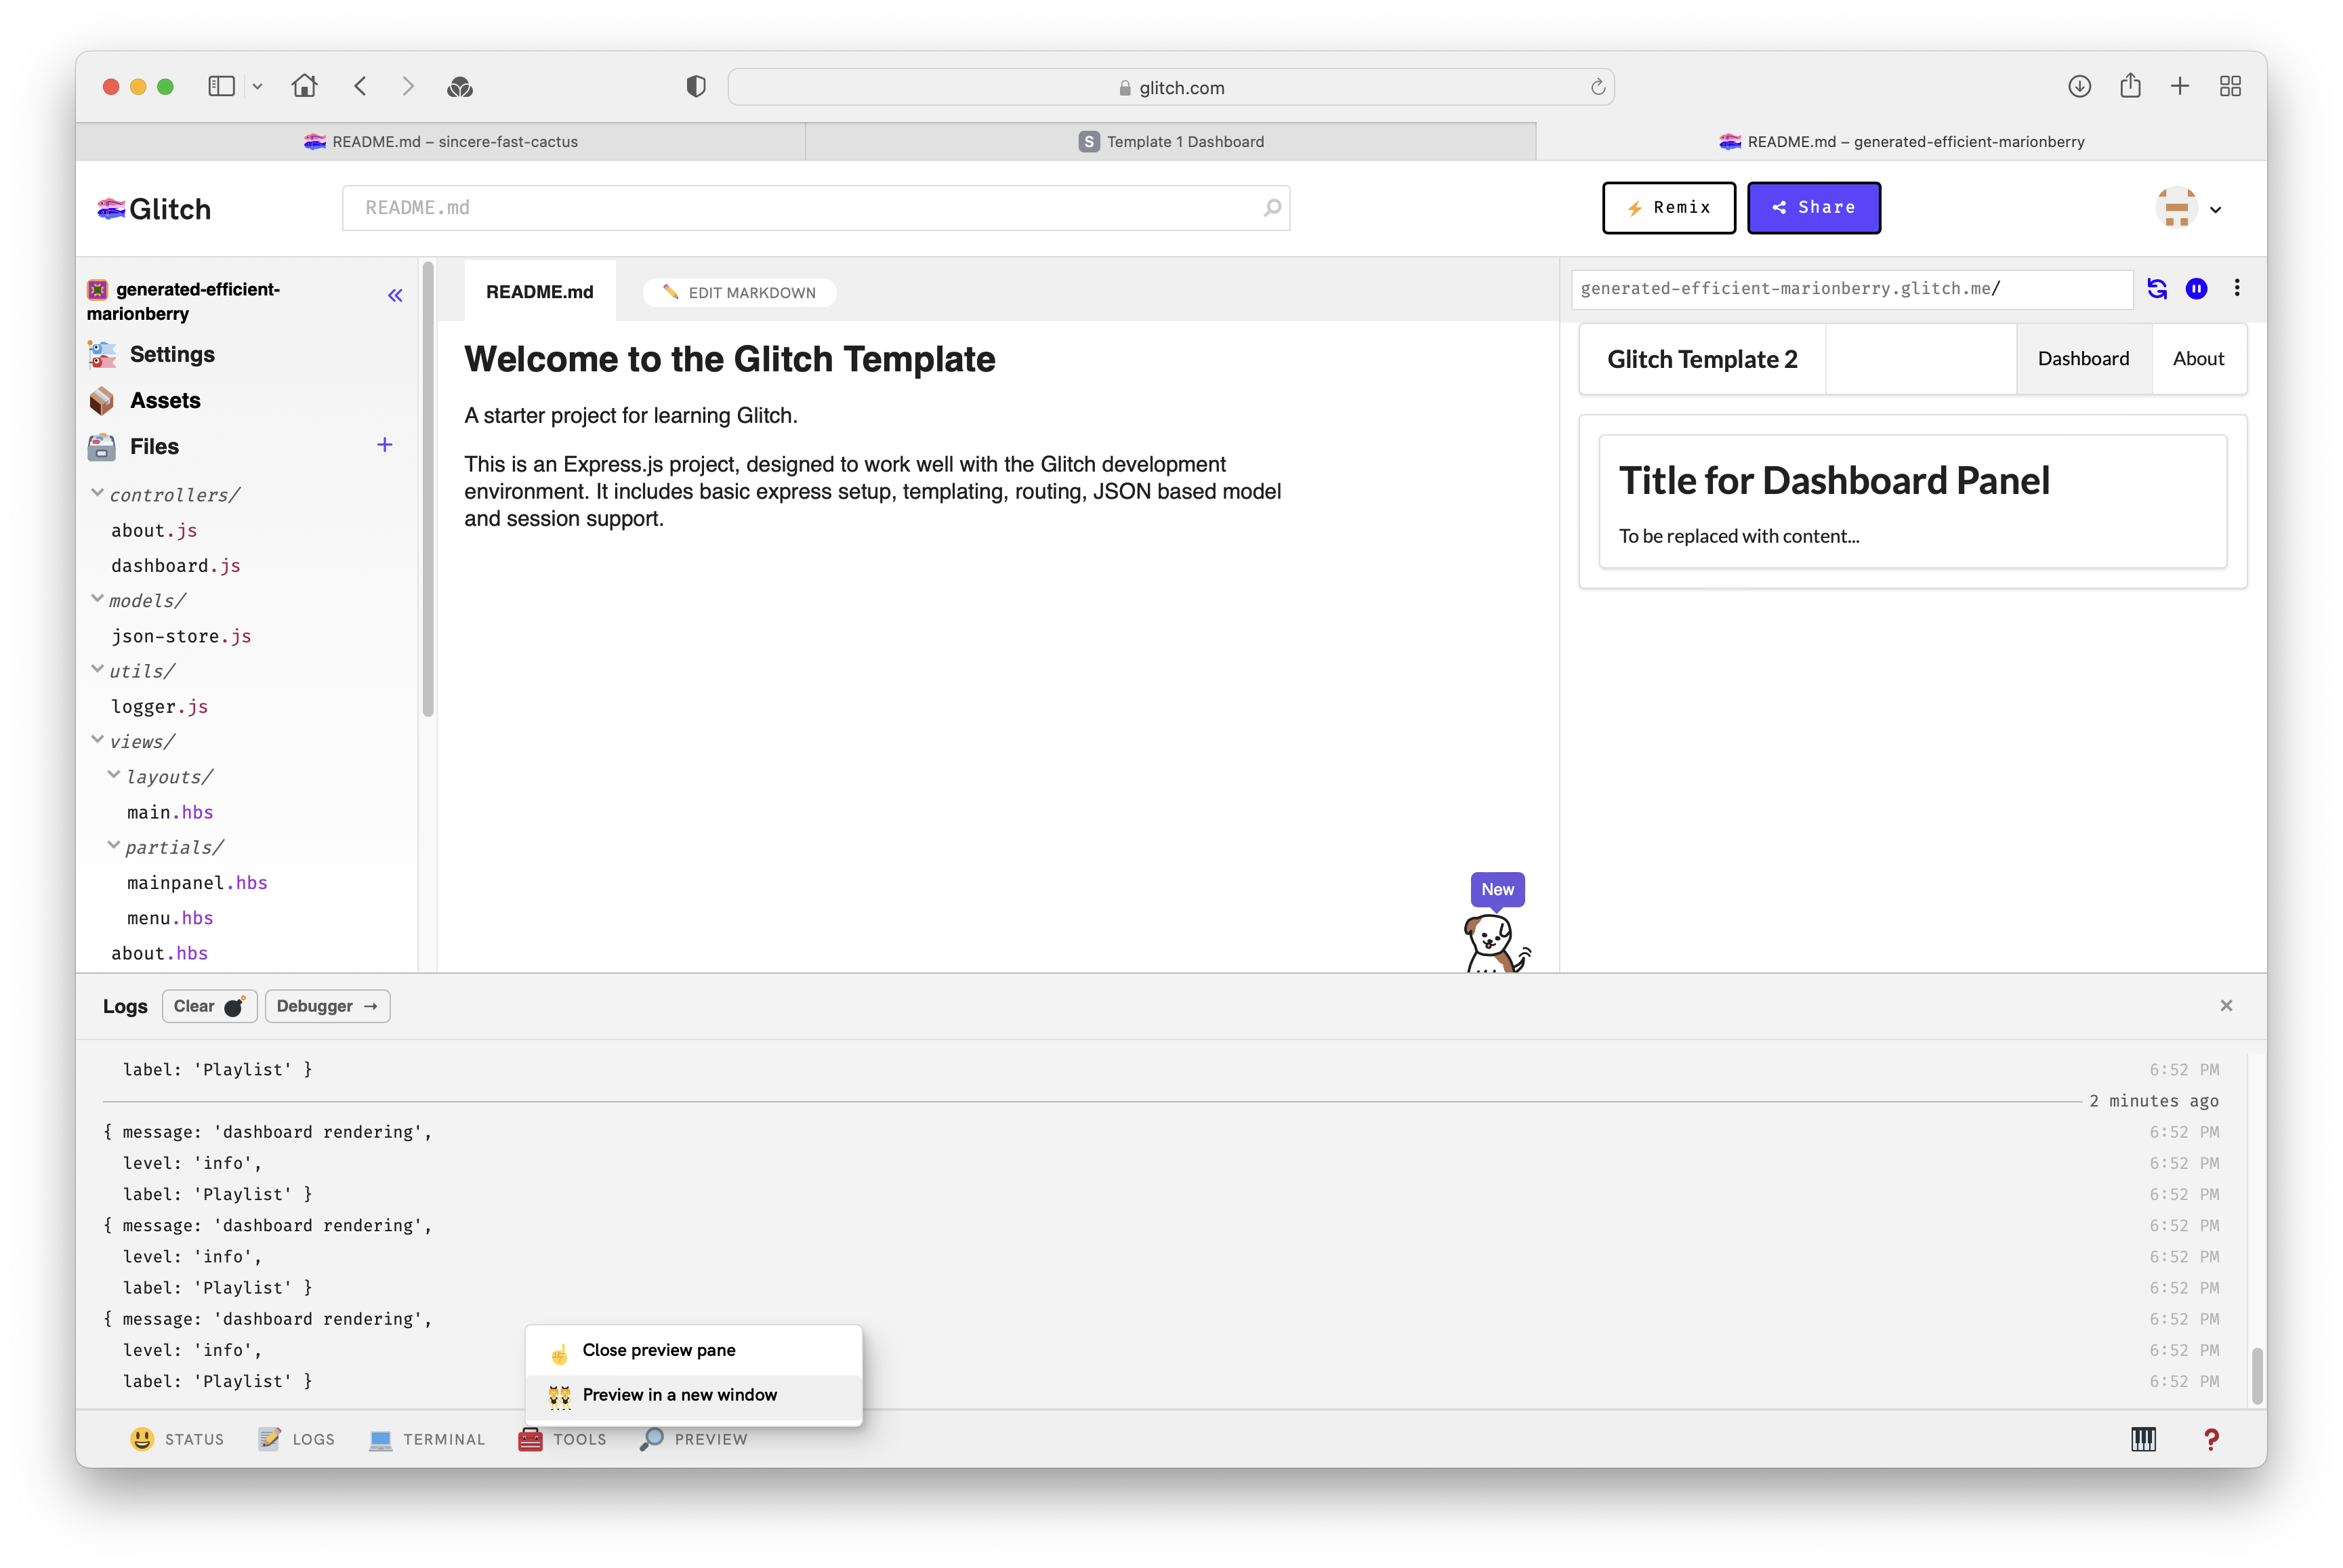 glitch.com
README.md – sincere-fast-cactus
S Template 1 Dashboard
README.md – generated-efficient-marionberry
Glitch
README.md
Remix
Share
generated-efficient-
marionberry
Settings
Assets
Files
controllers/
about.js
dashboard.js
models/
json-store.js
utils/
logger.js
views/
layouts/
main.hbs
partials/
mainpanel.hbs
menu.hbs
about.hbs
README.md
EDIT MARKDOWN
Welcome to the Glitch Template
A starter project for learning Glitch.
This is an Express.js project, designed to work well with the Glitch development
environment. It includes basic express setup, templating, routing, JSON based model
and session support.
New
generated-efficient-marionberry.glitch.me/
Glitch Template 2
Dashboard
About
Title for Dashboard Panel
To be replaced with content...
Logs
Clear
Debugger →
×
label: 'Playlist' } 6:52 PM
2 minutes ago
{ message: 'dashboard rendering', 6:52 PM
level: 'info', 6:52 PM
label: 'Playlist' } 6:52 PM
{ message: 'dashboard rendering', 6:52 PM
level: 'info', 6:52 PM
label: 'Playlist' } 6:52 PM
{ message: 'dashboard rendering', 6:52 PM
level: 'info', 6:52 PM
label: 'Playlist' } 6:52 PM
Close preview pane
Preview in a new window
STATUS
LOGS
TERMINAL
TOOLS
PREVIEW
?